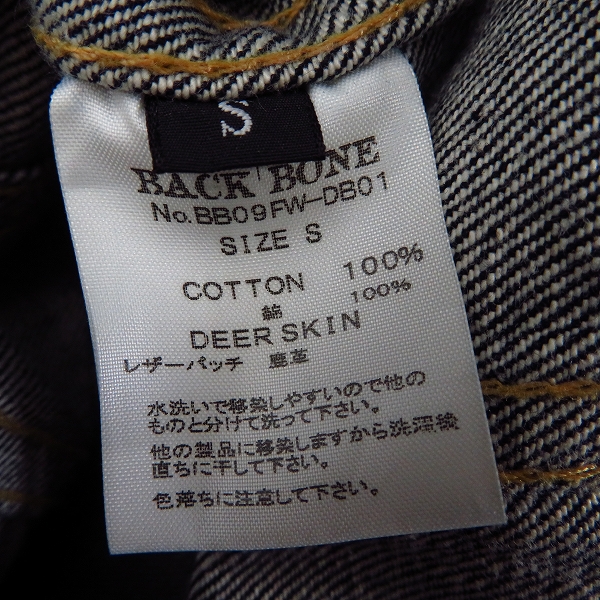 S
BACK BONE
No.BB09FW-DB01
SIZE S
COTTON 100%
綿 100%
DEER SKIN
レザーパッチ 鹿革
水洗いで移染しやすいので他の
ものと分けて洗って下さい。
他の製品に移染しますから洗濯後
直ちに干して下さい。
色落ちに注意して下さい。